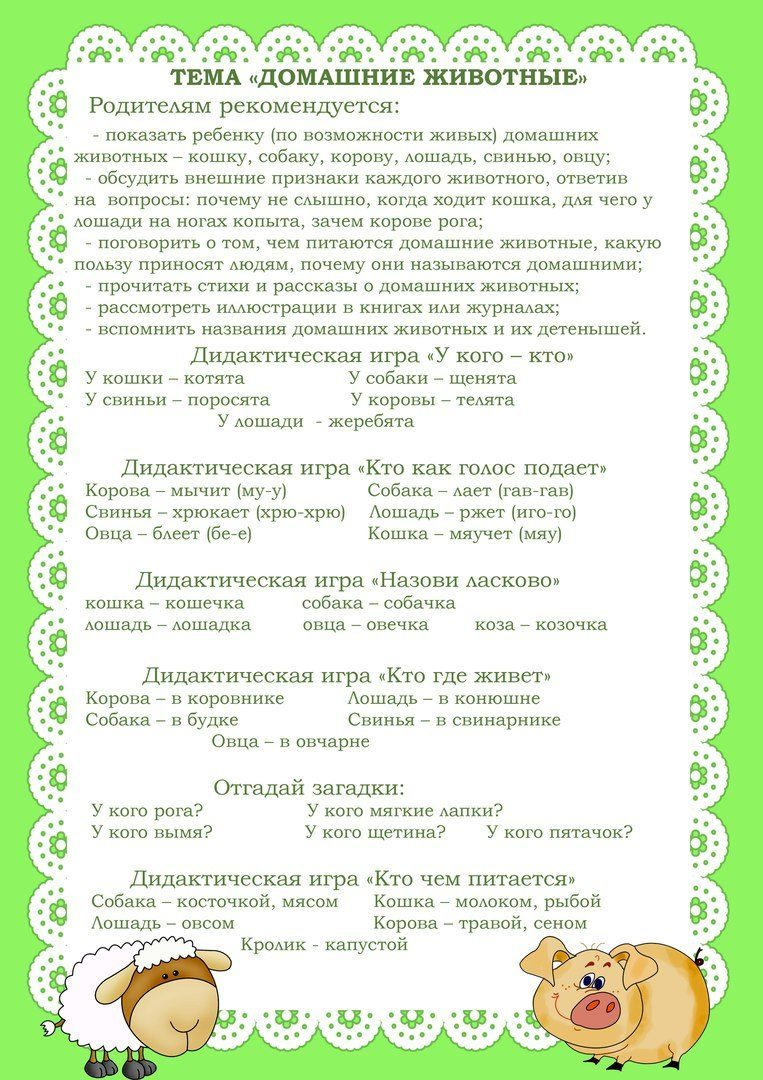 ТЕМА «ДОМАШНИЕ ЖИВОТНЫЕ»
Родителям рекомендуется:
- показать ребенку (по возможности живых) домашних
животных – кошку, собаку, корову, лошадь, свинью, овцу;
- обсудить внешние признаки каждого животного, ответив
на вопросы: почему не слышно, когда ходит кошка, для чего у
лошади на ногах копыта, зачем корове рога;
- поговорить о том, чем питаются домашние животные, какую
пользу приносят людям, почему они называются домашними;
- прочитать стихи и рассказы о домашних животных;
- рассмотреть иллюстрации в книгах или журналах;
- вспомнить названия домашних животных и их детенышей.
Дидактическая игра «У кого – кто»
У кошки – котята У собаки – щенята
У свиньи – поросята У коровы – телята
У лошади - жеребята
Дидактическая игра «Кто как голос подает»
Корова – мычит (му-у) Собака – лает (гав-гав)
Свинья – хрюкает (хрю-хрю) Лошадь – ржет (иго-го)
Овца – блеет (бе-е) Кошка – мяучет (мяу)
Дидактическая игра «Назови ласково»
кошка – кошечка собака – собачка
лошадь – лошадка овца – овечка коза – козочка
Дидактическая игра «Кто где живет»
Корова – в коровнике Лошадь – в конюшне
Собака – в будке Свинья – в свинарнике
Овца – в овчарне
Отгадай загадки:
У кого рога? У кого мягкие лапки?
У кого вымя? У кого щетина? У кого пятачок?
Дидактическая игра «Кто чем питается»
Собака – косточкой, мясом Кошка – молоком, рыбой
Лошадь – овсом Корова – травой, сеном
Кролик - капустой